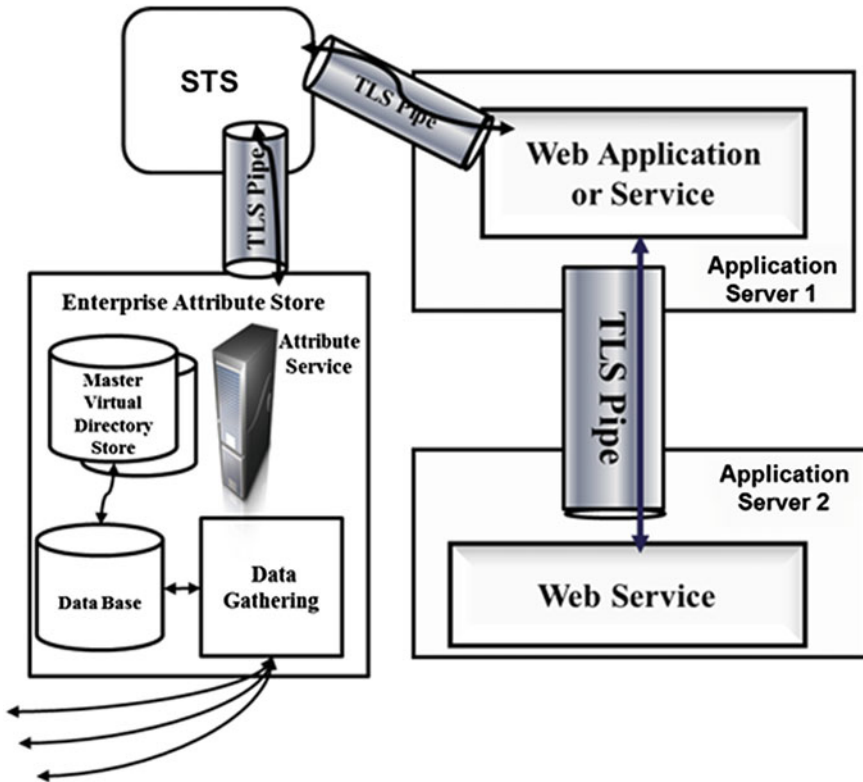 STS
TLS Pipe
TLS Pipe
Web Application
or Service
Application
Server 1
Enterprise Attribute Store
Attribute
Service
Master
Virtual
Directory
Store
TLS Pipe
Application
Server 2
Data Base
Data
Gathering
Web Service